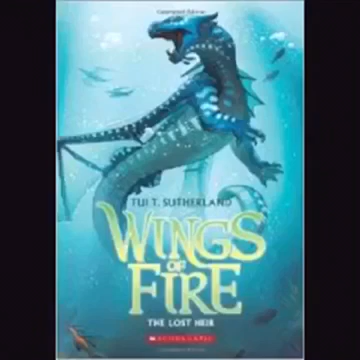 TUI T. SUTHERLAND
WINGS
OF
FIRE
THE LOST HEIR
SCHOLASTIC